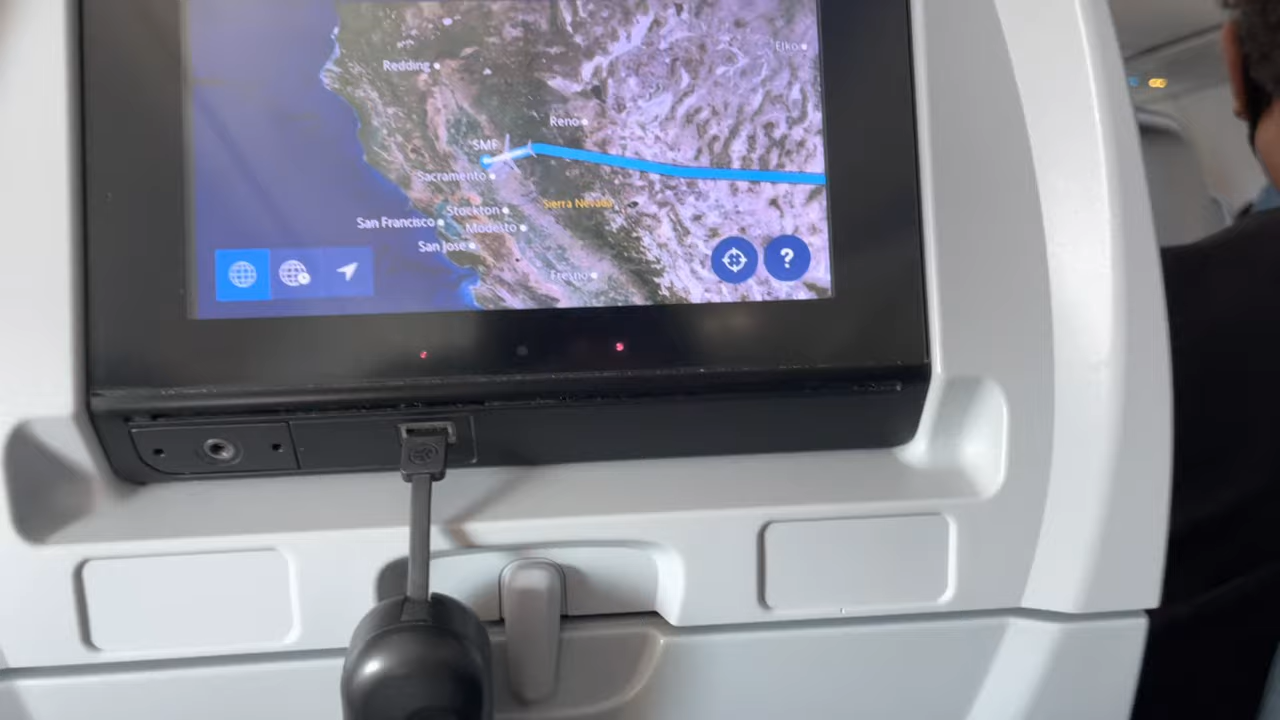 Elko
Redding
Reno
SMF
Sacramento
Sierra Nevada
Stockton
San Francisco
Modesto
San Jose
Fresno
?